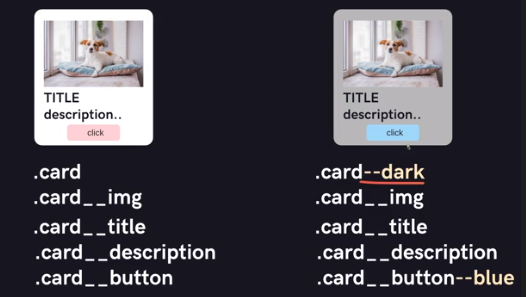 TITLE
description..
click
.card
.card__img
.card__title
.card__description
.card__button
TITLE
description..
click
.card--dark
.card__img
.card__title
.card__description
.card__button--blue